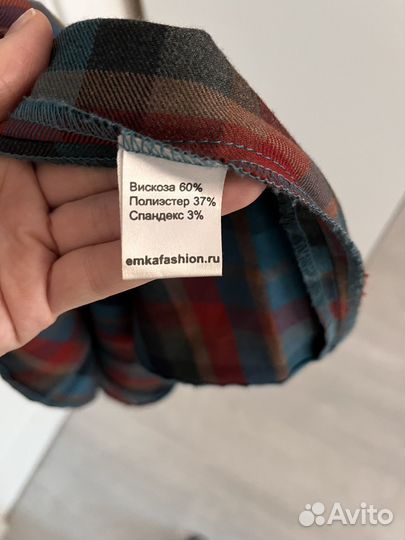 Вискоза 60%
Полиэстер 37%
Спандекс 3%
emkafashion.ru
Avito